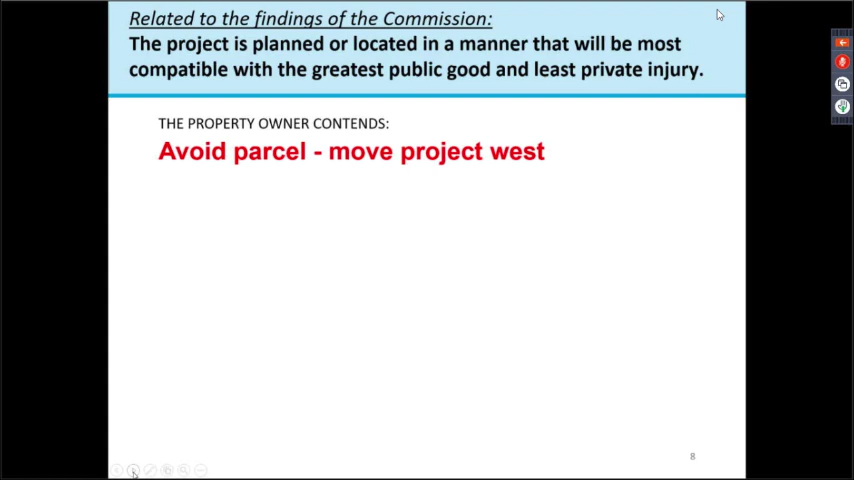 Related to the findings of the Commission:
The project is planned or located in a manner that will be most
compatible with the greatest public good and least private injury.
THE PROPERTY OWNER CONTENDS:
Avoid parcel - move project west
8